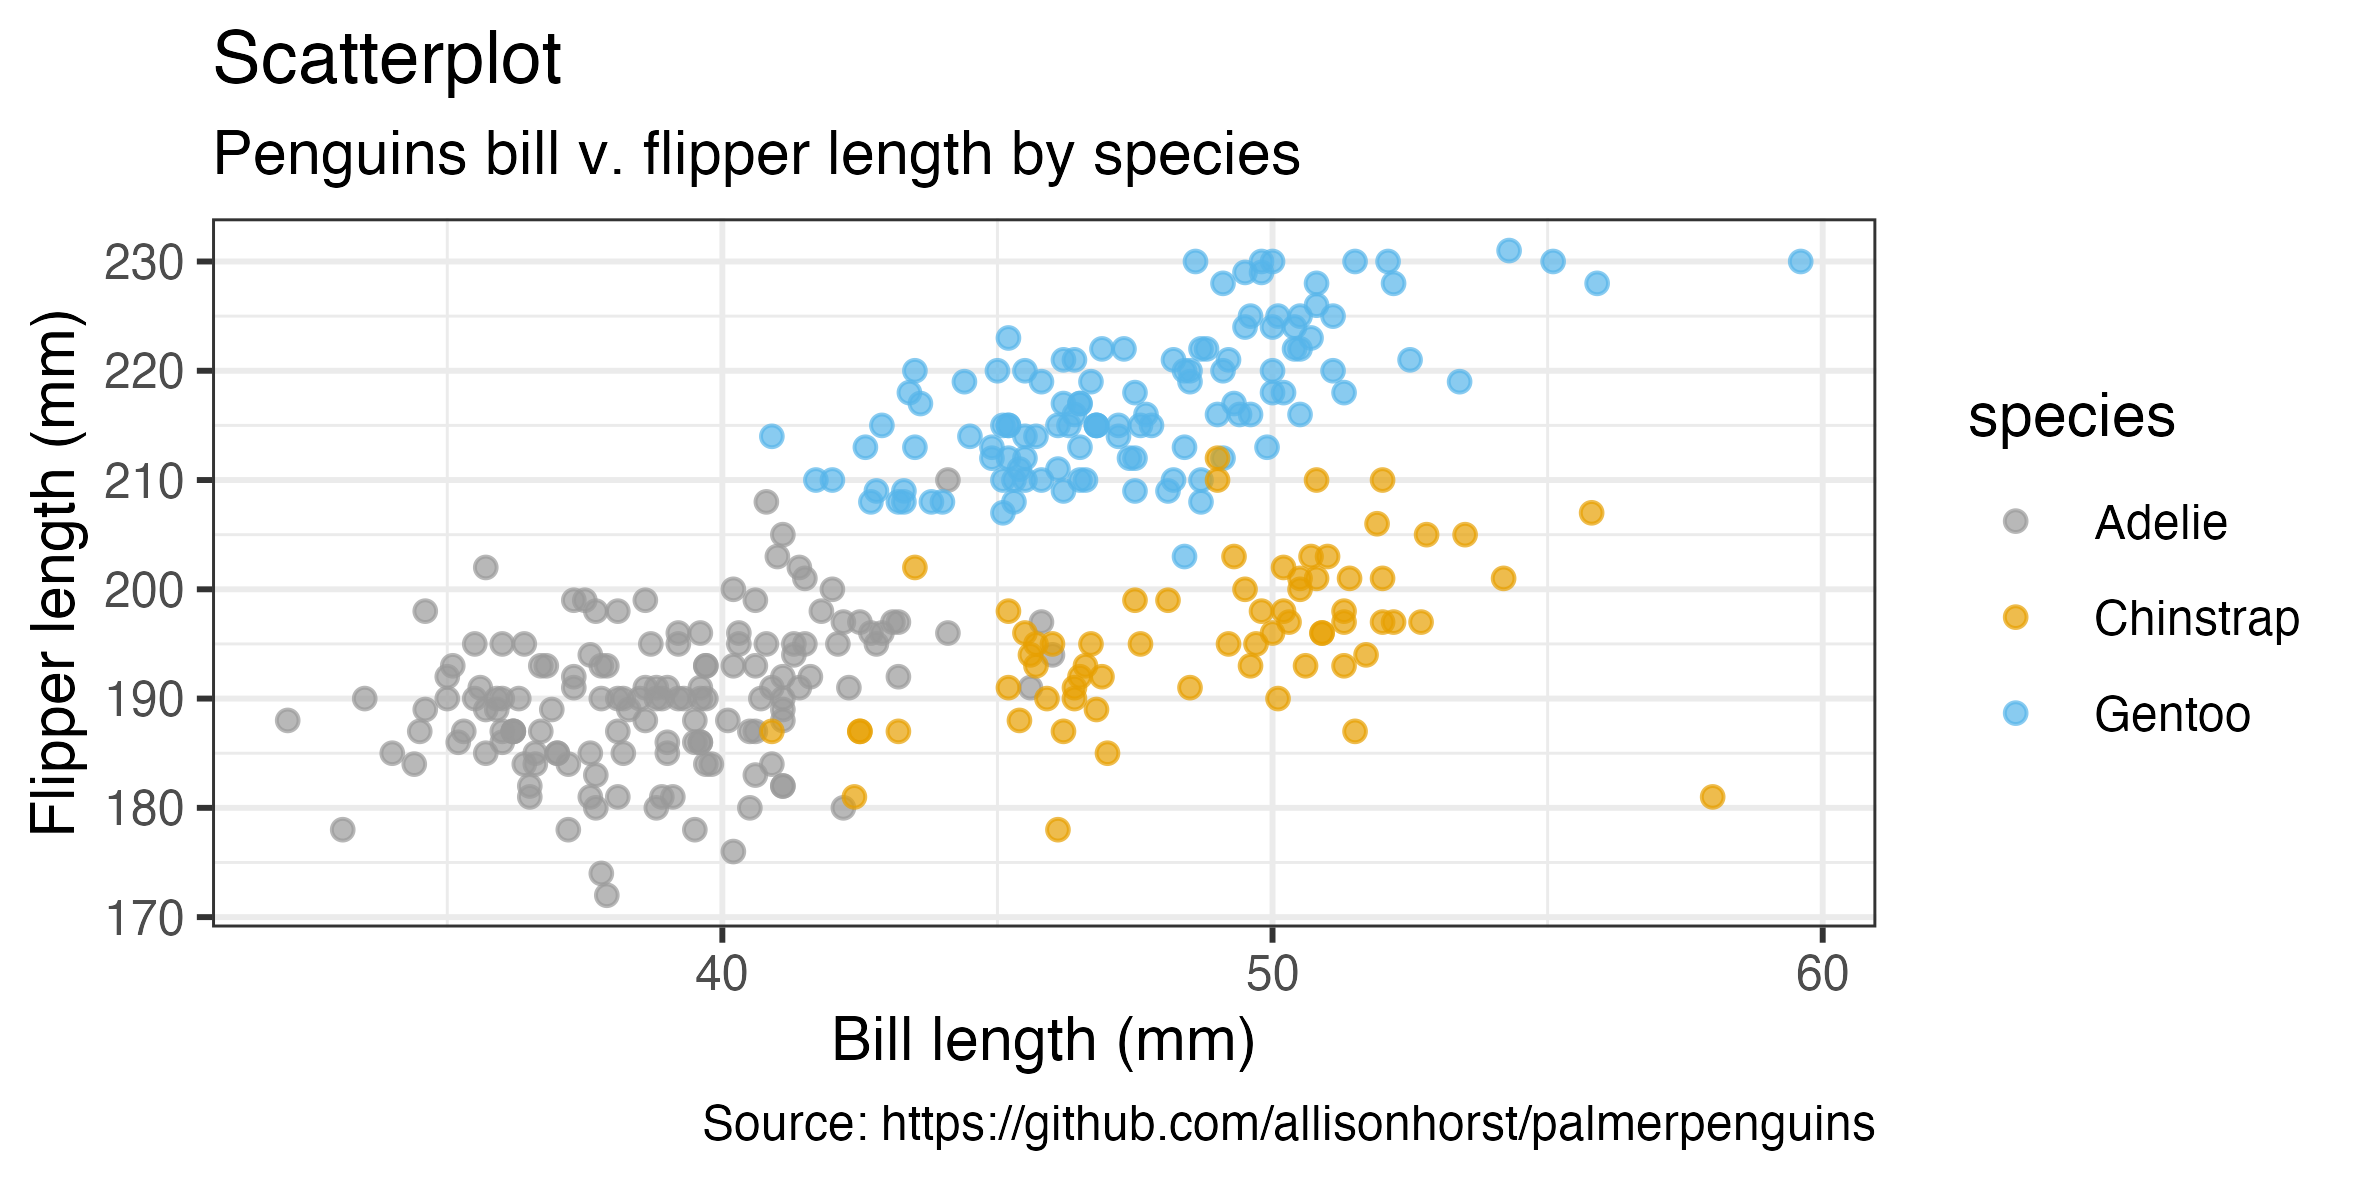 Scatterplot
Penguins bill v. flipper length by species
Flipper length (mm)
230
220
210
200
190
180
170
40 50 60
Bill length (mm)
species
Adelie
Chinstrap
Gentoo
Source: https://github.com/allisonhorst/palmerpenguins